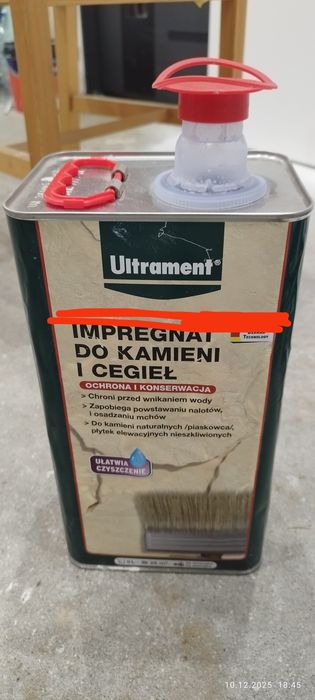 Ultrament®
IMPREGNAT
DO KAMIENI
I CEGIEŁ
TECHNOLOGY
OCHRONA I KONSERWACJA
> Chroni przed wnikaniem wody
> Zapobiega powstawaniu nalotów,
i osadzaniu mchów
> Do kamieni naturalnych /piaskowca/,
płytek elewacyjnych nieszkliwionych
UŁATWIA
CZYSZCZENIE
10.12.2025 18:45